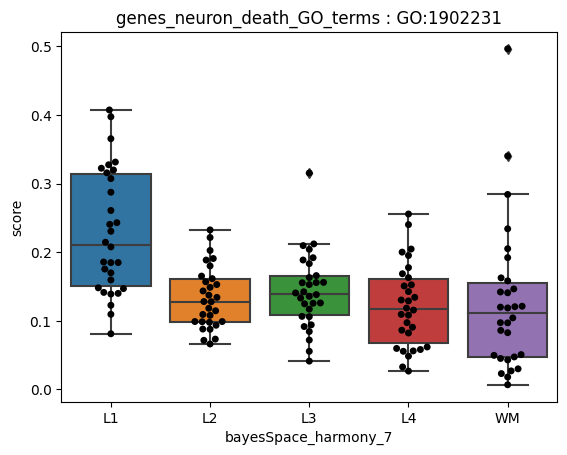 genes_neuron_death_GO_terms : GO:1902231
0.5
0.4
0.3
0.2
0.1
0.0
score
L1 L2 L3 L4 WM
bayesSpace_harmony_7